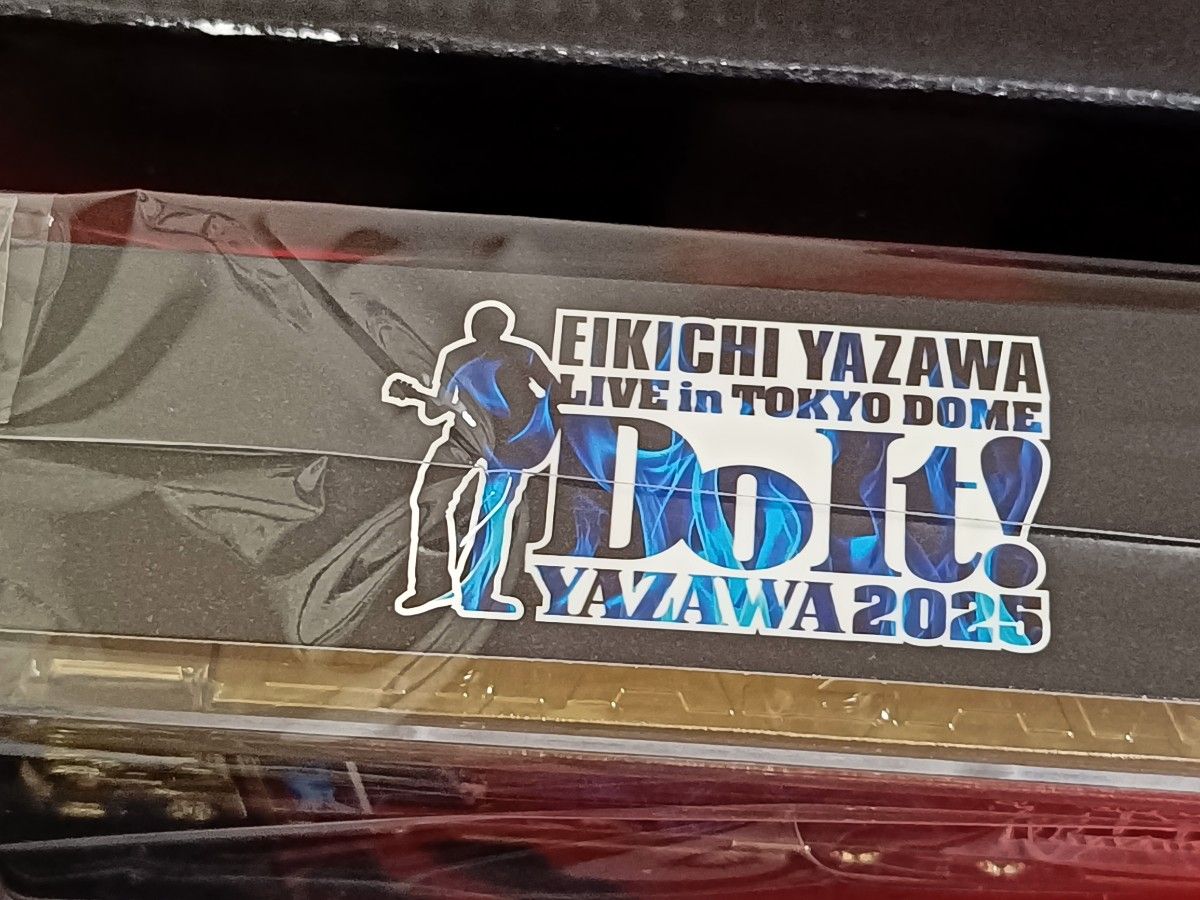 EIKICHI YAZAWA
LIVE in TOKYO DOME
Do It!
YAZAWA 2025